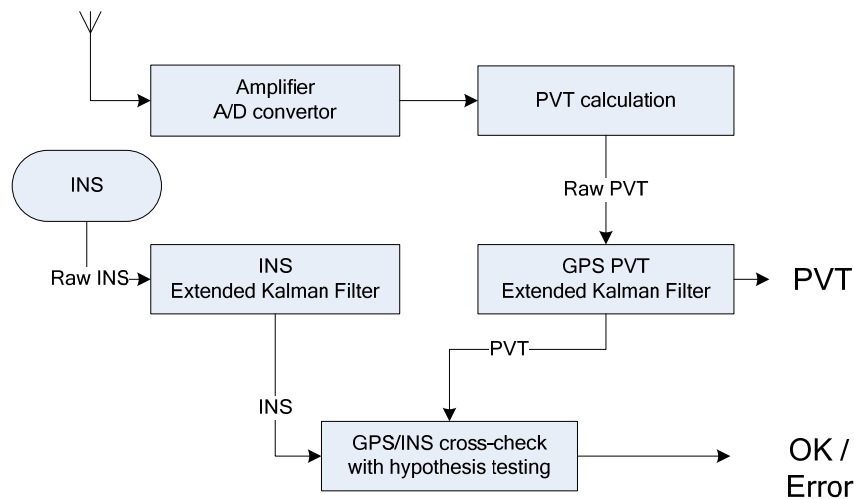 Amplifier
A/D convertor
PVT calculation
INS
Raw PVT
Raw INS
INS
Extended Kalman Filter
GPS PVT
Extended Kalman Filter
PVT
PVT
INS
GPS/INS cross-check
with hypothesis testing
OK /
Error